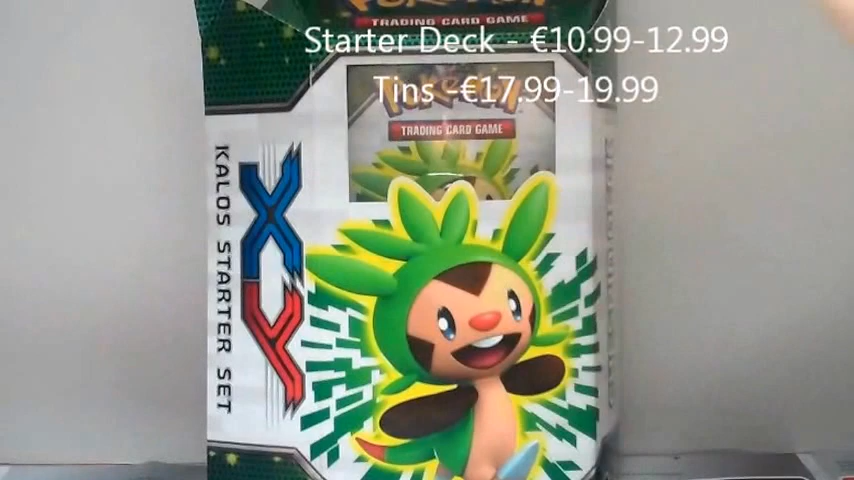 TRADING CARD GAME
Starter Deck - €10.99-12.99
Tins -€17.99-19.99
Pokémon
TRADING CARD GAME
XY
KALOS STARTER SET